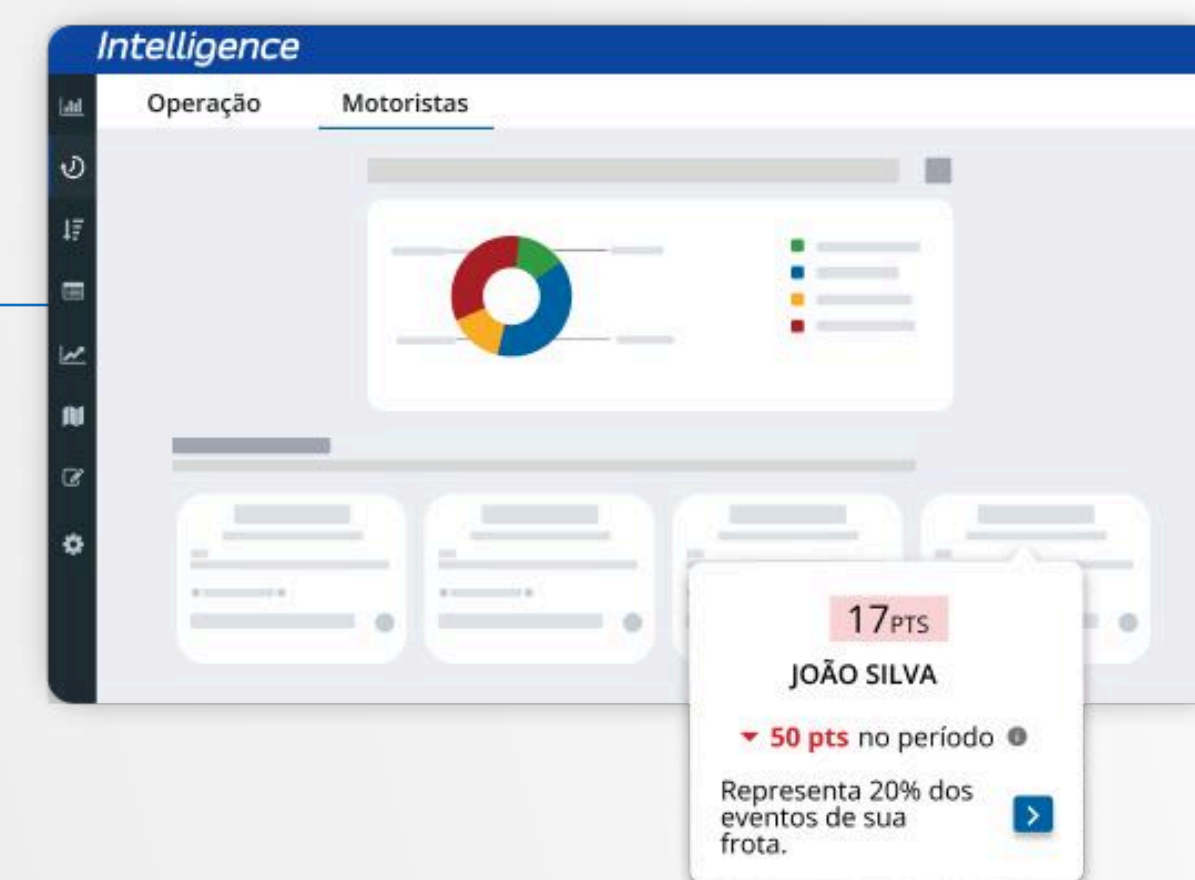 Intelligence
Operação Motoristas
17PTS
JOÃO SILVA
50 pts no período
Representa 20% dos
eventos de sua
frota.